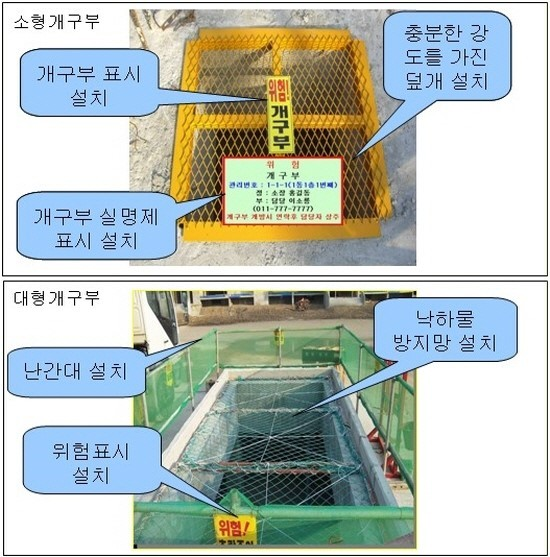 소형개구부
개구부 표시
설치
충분한 강
도를 가진
덮개 설치
위험!
개구부
위 험
개구부
관리번호 : 1-1-1(1동1층1번째)
정 : 소장 홍길동
부 : 담당 이소룡
(011-777-7777)
개구부 개방시 연락후 담당자 상주
개구부 실명제
표시 설치
대형개구부
낙하물
방지망 설치
난간대 설치
위험표시
설치
위험!